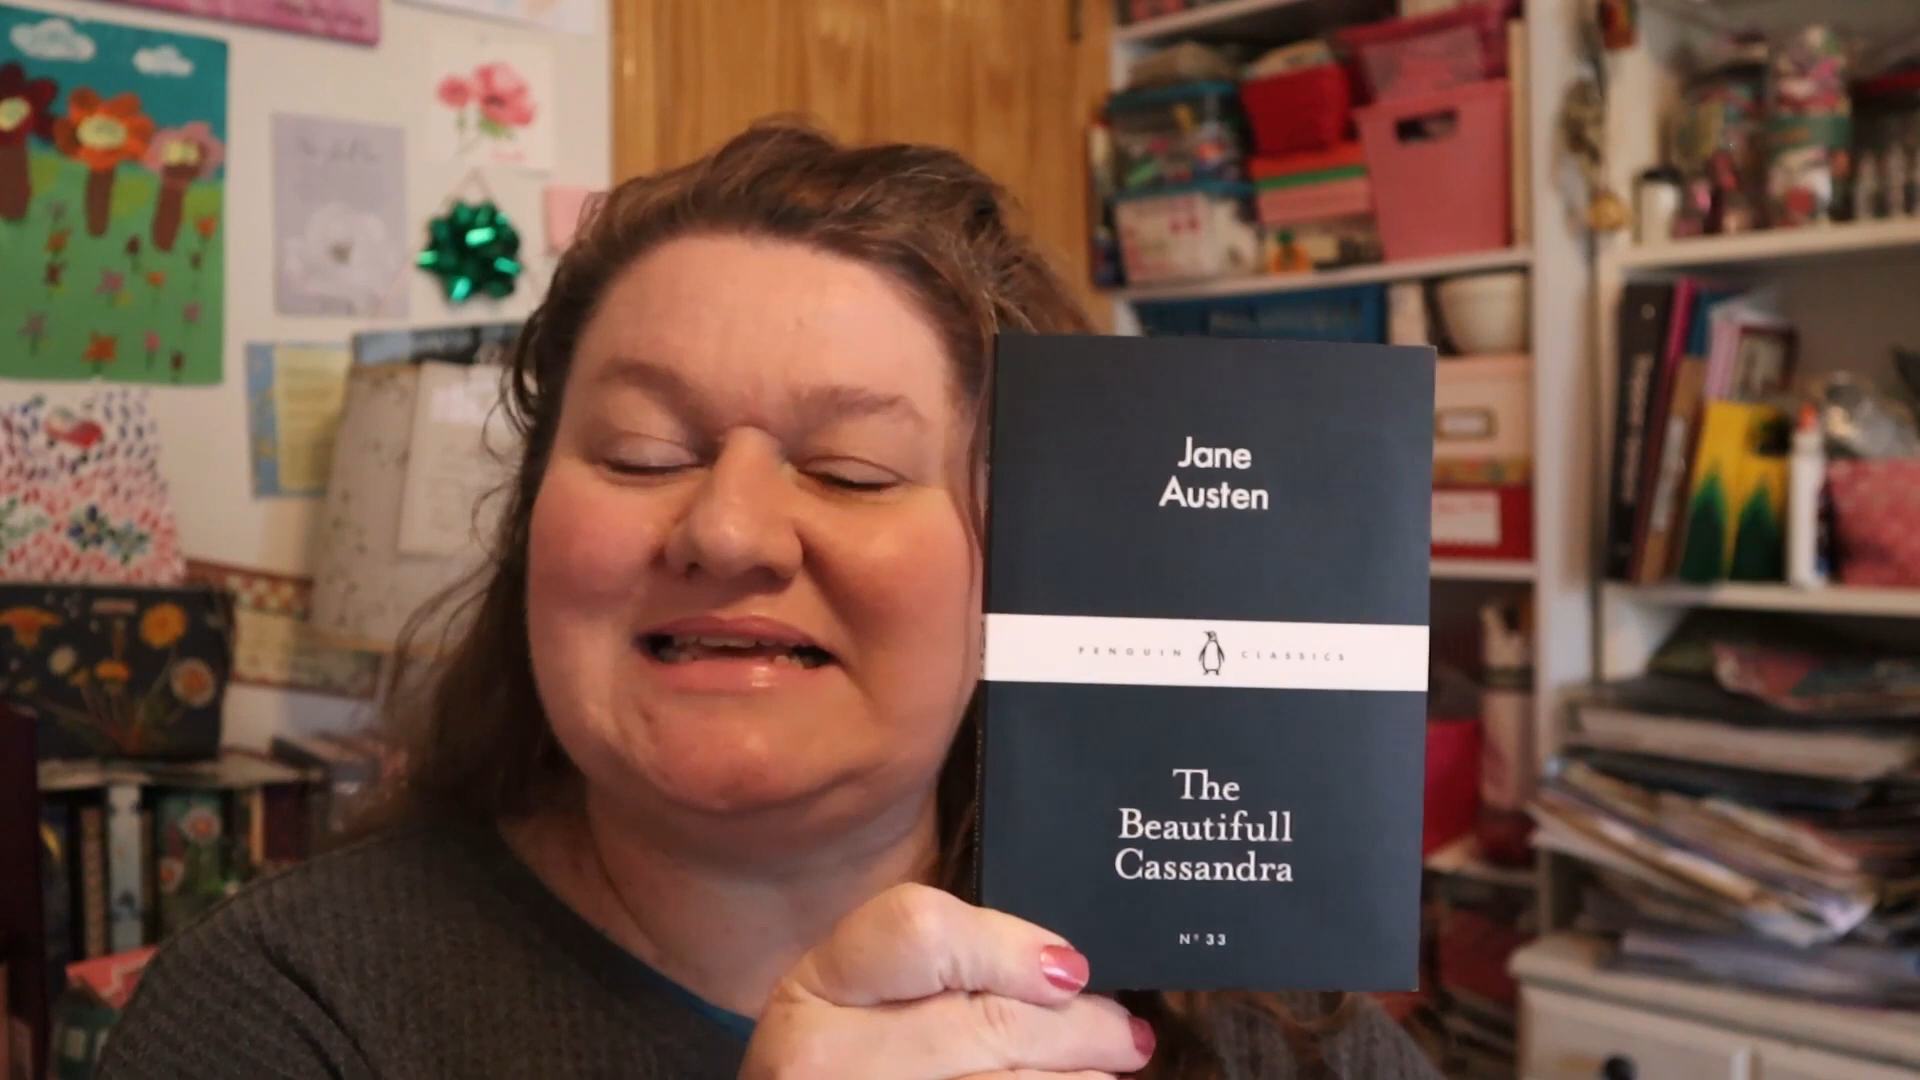 Jane
Austen
PENGUIN CLASSICS
The
Beautifull
Cassandra
Nº 33